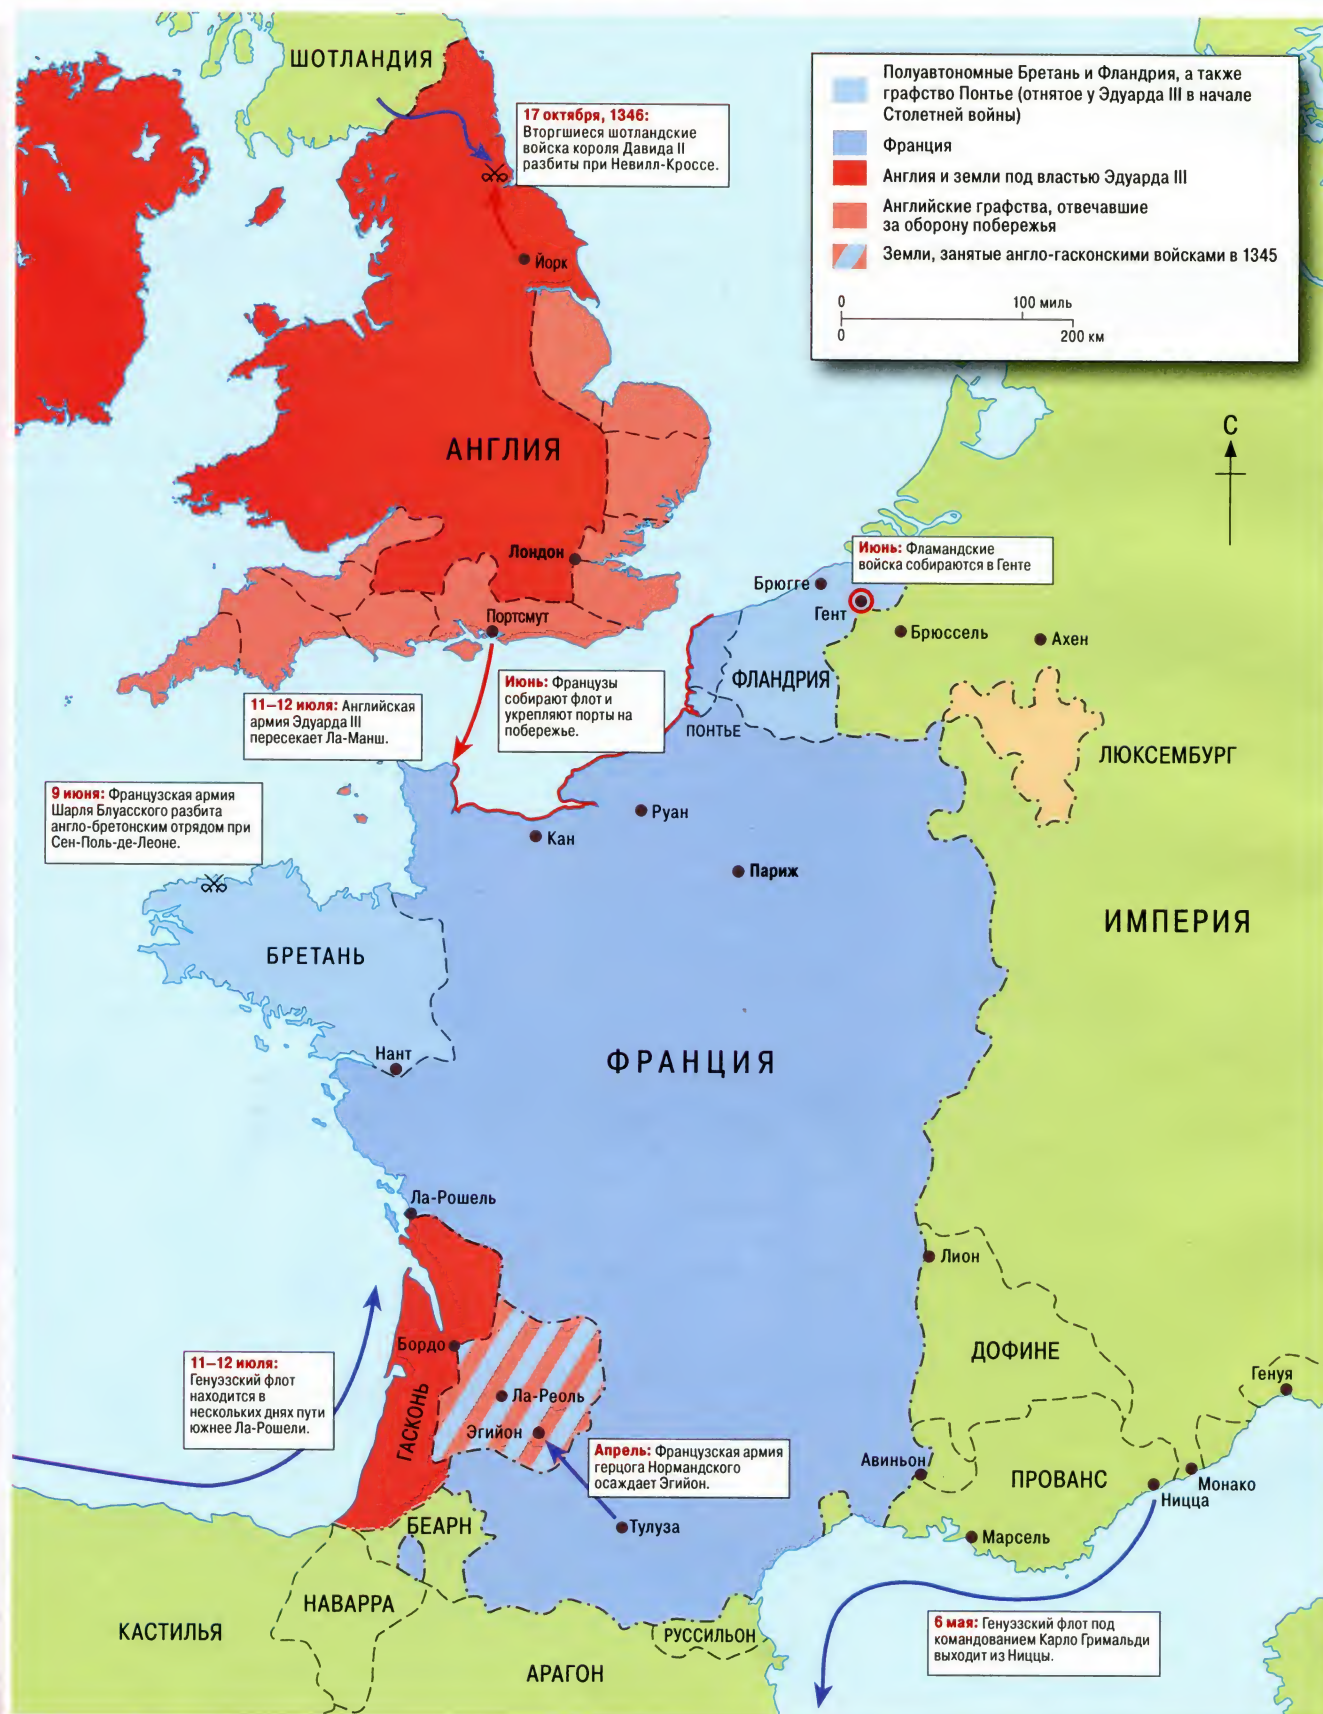 ШОТЛАНДИЯ
17 октября, 1346:
Вторгшиеся шотландские
войска короля Давида II
разбиты при Невилл-Кроссе.
Полуавтономные Бретань и Фландрия, а также
графство Понтье (отнятое у Эдуарда III в начале
Столетней войны)
Франция
Англия и земли под властью Эдуарда III
Английские графства, отвечавшие
за оборону побережья
Земли, занятые англо-гасконскими войсками в 1345
0
100 миль
0
200 км
Йорк
С
АНГЛИЯ
Лондон
Портсмут
Июнь: Фламандские
войска собираются в Генте
Брюгге
Гент
Брюссель
Ахен
ФЛАНДРИЯ
11–12 июля: Английская
армия Эдуарда III
пересекает Ла-Манш.
Июнь: Французы
собирают флот и
укрепляют порты на
побережье.
ПОНТЬЕ
ЛЮКСЕМБУРГ
9 июня: Французская армия
Шарля Блуасского разбита
англо-бретонским отрядом при
Сен-Поль-де-Леоне.
Руан
Кан
Париж
ИМПЕРИЯ
БРЕТАНЬ
Нант
ФРАНЦИЯ
Ла-Рошель
Лион
Бордо
ДОФИНЕ
11–12 июля:
Генуэзский флот
находится в
нескольких днях пути
южнее Ла-Рошели.
ГАСКОНЬ
Ла-Реоль
Эгийон
Генуя
Апрель: Французская армия
герцога Нормандского
осаждает Эгийон.
Авиньон
ПРОВАНС
Монако
Ницца
БЕАРН
Тулуза
Марсель
НАВАРРА
КАСТИЛЬЯ
РУССИЛЬОН
6 мая: Генуэзский флот под
командованием Карло Гримальди
выходит из Ниццы.
АРАГОН